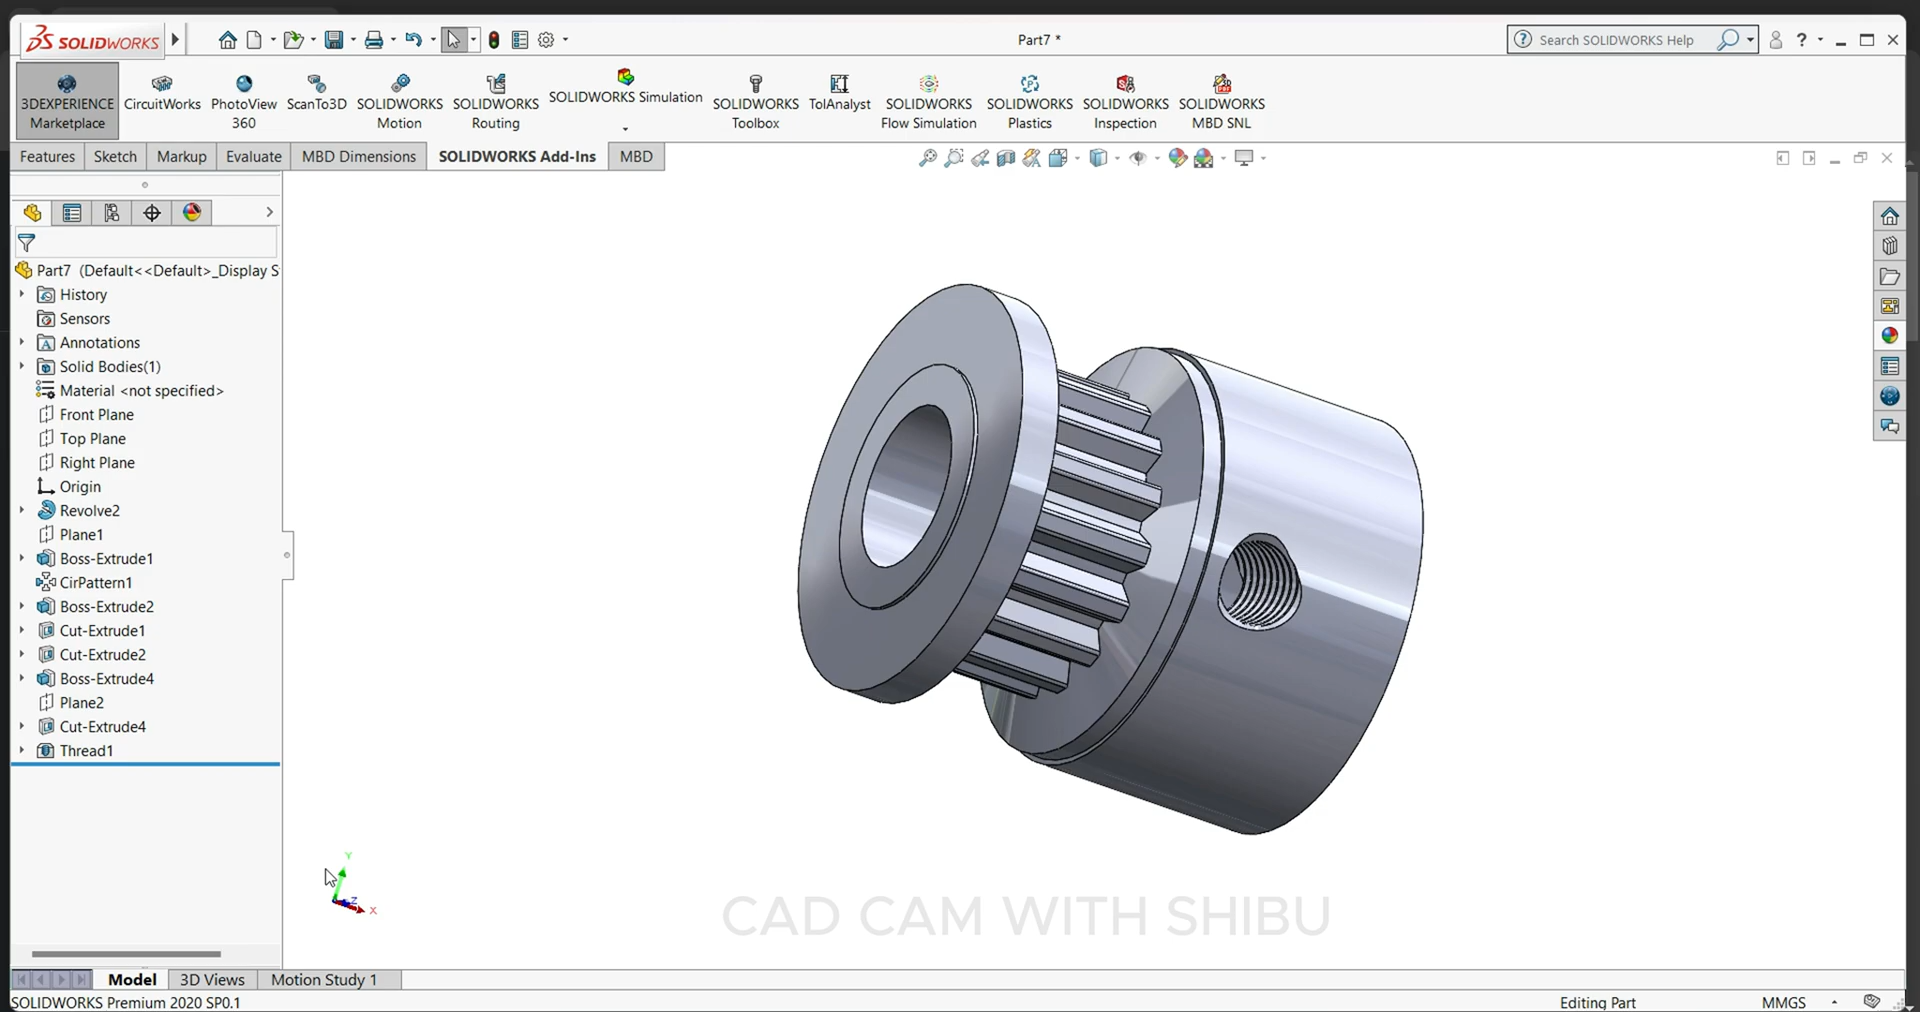 SOLIDWORKS
Part7 *
Search SOLIDWORKS Help
3DEXPERIENCE Marketplace
CircuitWorks
PhotoView 360
ScanTo3D
SOLIDWORKS Motion
SOLIDWORKS Routing
SOLIDWORKS Simulation
SOLIDWORKS Toolbox
TolAnalyst
SOLIDWORKS Flow Simulation
SOLIDWORKS Plastics
SOLIDWORKS Inspection
SOLIDWORKS MBD SNL
Features
Sketch
Markup
Evaluate
MBD Dimensions
SOLIDWORKS Add-Ins
MBD
Part7 (Default<<Default>_Display S
History
Sensors
Annotations
Solid Bodies(1)
Material <not specified>
Front Plane
Top Plane
Right Plane
Origin
Revolve2
Plane1
Boss-Extrude1
CirPattern1
Boss-Extrude2
Cut-Extrude1
Cut-Extrude2
Boss-Extrude4
Plane2
Cut-Extrude4
Thread1
Y
Z
X
CAD CAM WITH SHIBU
Model
3D Views
Motion Study 1
SOLIDWORKS Premium 2020 SP0.1
Editing Part
MMGS